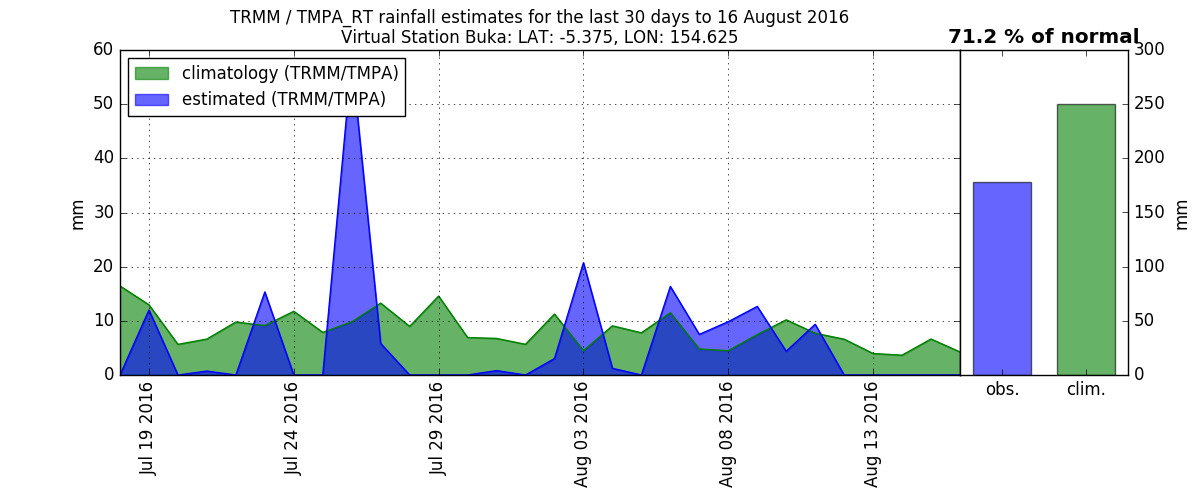 TRMM / TMPA_RT rainfall estimates for the last 30 days to 16 August 2016
Virtual Station Buka: LAT: -5.375, LON: 154.625
71.2 % of normal
climatology (TRMM/TMPA)
estimated (TRMM/TMPA)
60
50
40
30
20
10
0
mm
Jul 19 2016
Jul 24 2016
Jul 29 2016
Aug 03 2016
Aug 08 2016
Aug 13 2016
obs.
clim.
300
250
200
150
100
50
0
mm